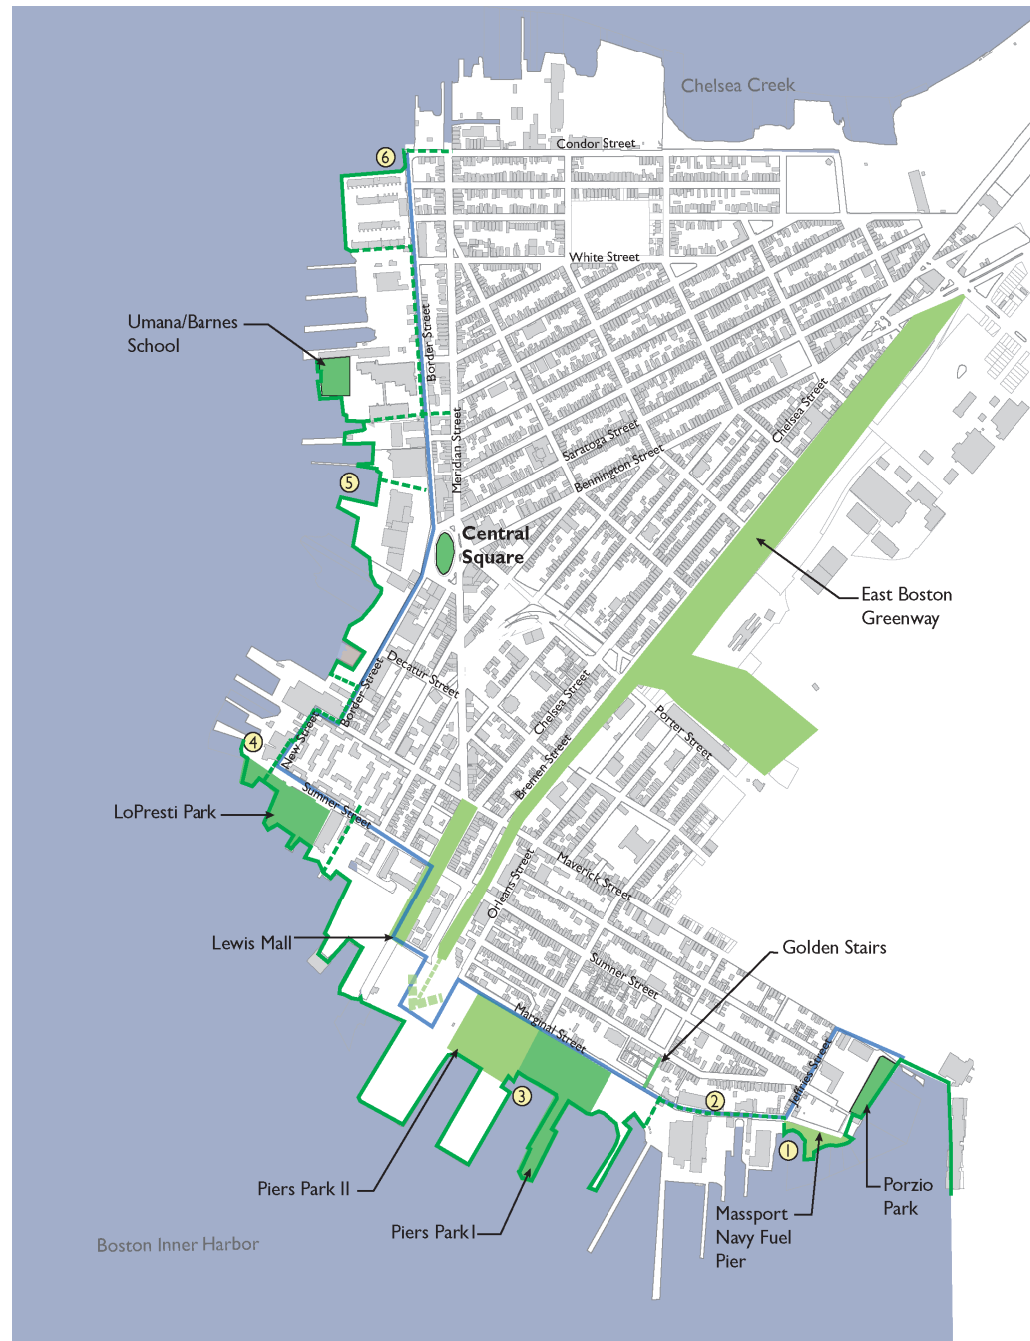 Chelsea Creek
Condor Street
6
White Street
Umana/Barnes
School
Border Street
Chelsea Street
Meridian Street
Saratoga Street
Bennington Street
5
Central
Square
East Boston
Greenway
Decatur Street
Border Street
Chelsea Street
Porter Street
New Street
4
Bremen Street
Sumner Street
LoPresti Park
Maverick Street
Orleans Street
Lewis Mall
Golden Stairs
Sumner Street
Marginal Street
Jeffries Street
3
2
1
Piers Park II
Porzio
Park
Massport
Navy Fuel
Pier
Piers Park I
Boston Inner Harbor